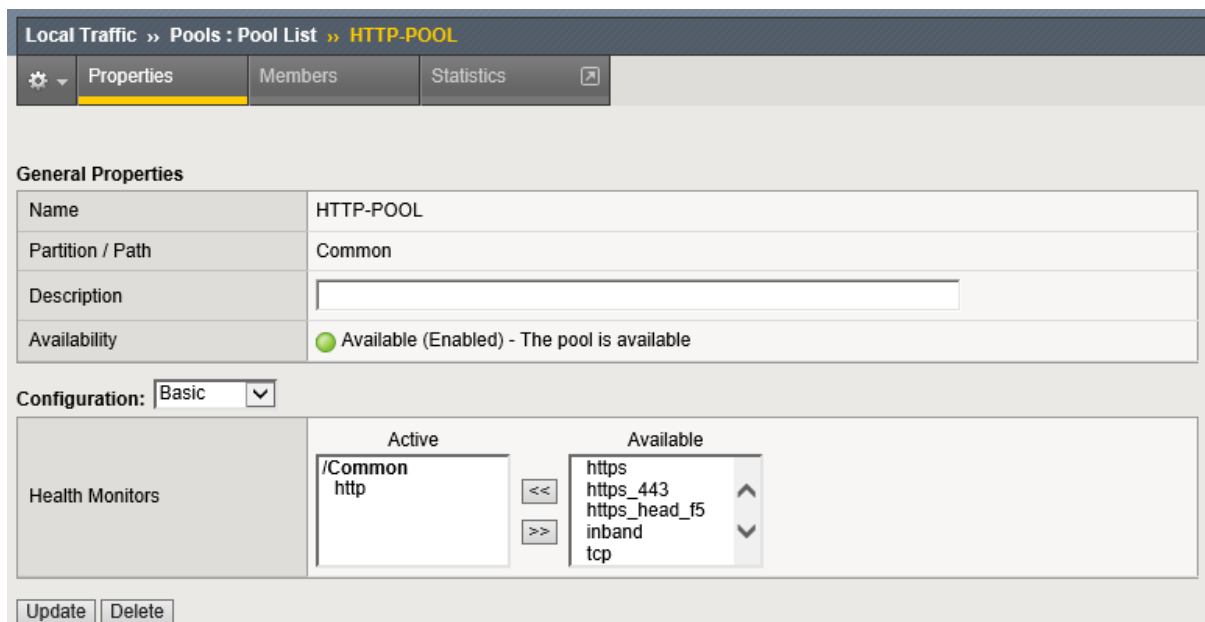 Local Traffic » Pools : Pool List » HTTP-POOL
Properties Members Statistics
General Properties
Name HTTP-POOL
Partition / Path Common
Description
Availability Available (Enabled) - The pool is available
Configuration: Basic
Active Available
Health Monitors
/Common
http
<<
>>
https
https_443
https_head_f5
inband
tcp
Update Delete